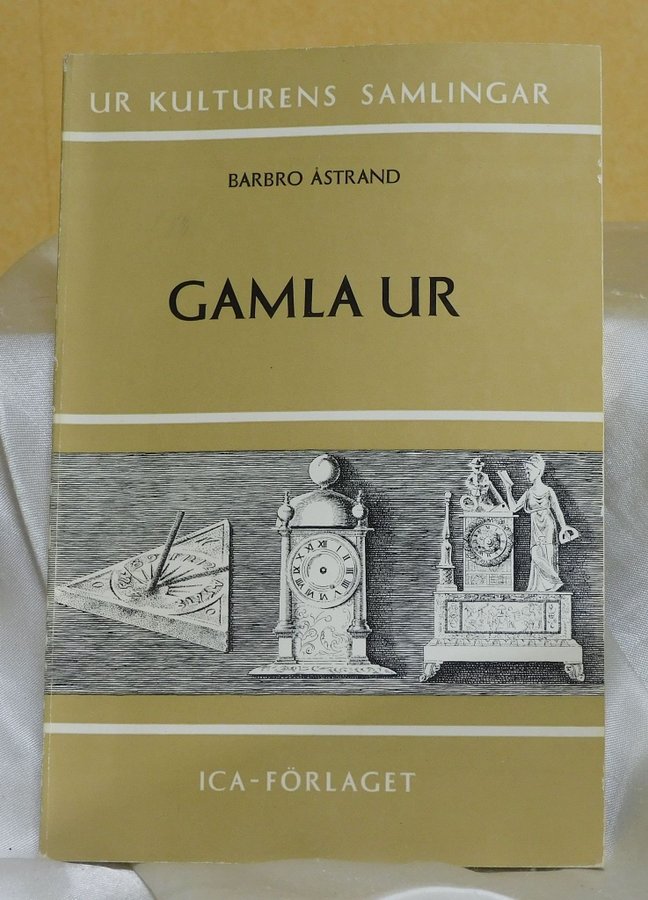 UR KULTURENS SAMLINGAR
BARBRO ÅSTRAND
GAMLA UR
ICA-FÖRLAGET